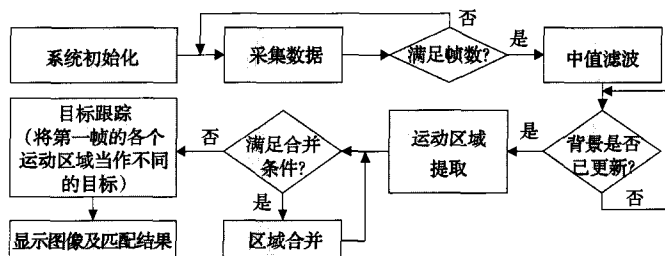 否
系统初始化
采集数据
满足帧数?
是
中值滤波
目标跟踪
(将第一帧的各个
运动区域当作不同
的目标)
否
满足合并
条件?
运动区域
提取
是
背景是否
已更新?
是
否
显示图像及匹配结果
区域合并